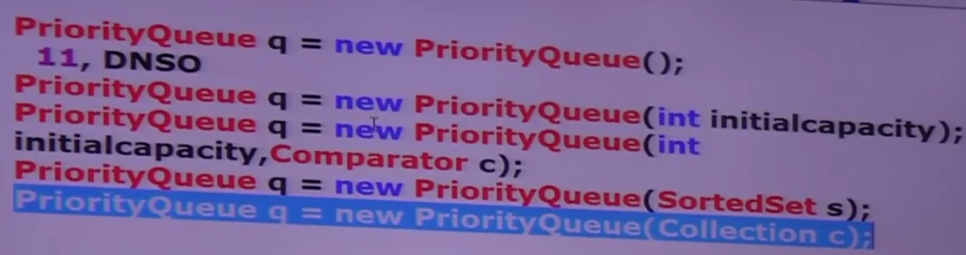 PriorityQueue q = new PriorityQueue();
11, DNSO
PriorityQueue q = new PriorityQueue(int initialcapacity);
PriorityQueue q = new PriorityQueue(int
initialcapacity,Comparator c);
PriorityQueue q = new PriorityQueue(SortedSet s);
PriorityQueue q = new PriorityQueue(Collection c);